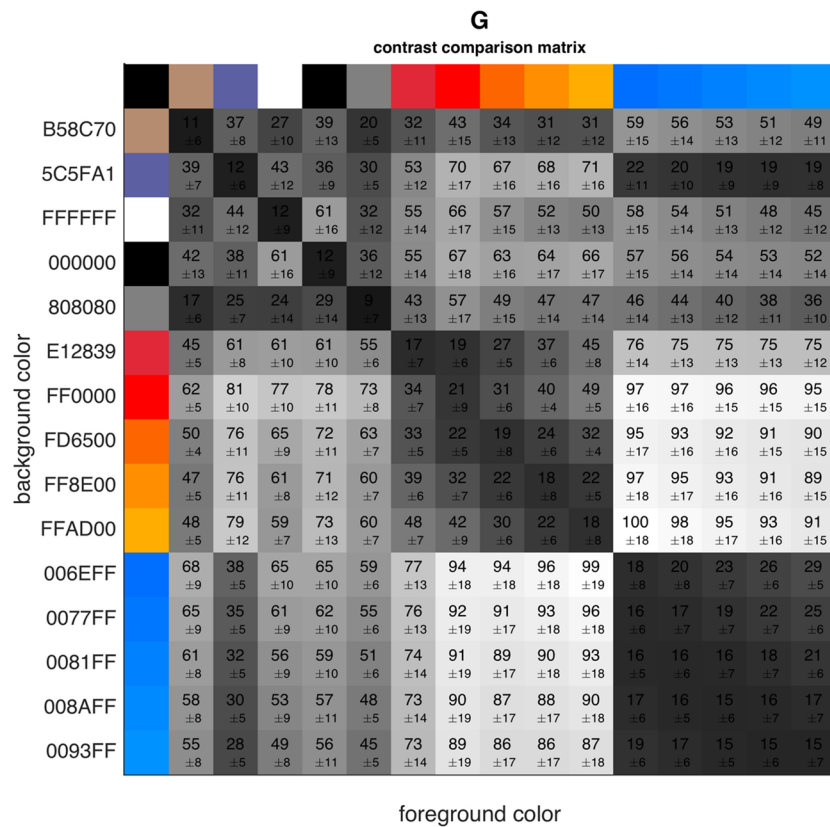 G
contrast comparison matrix
B58C70 11 37 27 39 20 32 43 34 31 31 59 56 53 51 49
±6 ±8 ±10 ±13 ±5 ±11 ±15 ±13 ±12 ±12 ±15 ±14 ±13 ±12 ±11
5C5FA1 39 12 43 36 30 53 70 67 68 71 22 20 19 19 19
±7 ±6 ±12 ±9 ±5 ±12 ±17 ±16 ±16 ±16 ±11 ±10 ±9 ±9 ±8
FFFFFF 32 44 12 61 32 55 66 57 52 50 58 54 51 48 45
±11 ±12 ±9 ±16 ±12 ±14 ±17 ±15 ±13 ±13 ±15 ±14 ±13 ±12 ±12
000000 42 38 61 12 36 55 67 63 64 66 57 56 54 53 52
±13 ±11 ±16 ±9 ±12 ±14 ±18 ±16 ±17 ±17 ±15 ±14 ±14 ±14 ±14
808080 17 25 24 29 9 43 57 49 47 47 46 44 40 38 36
±6 ±7 ±14 ±14 ±7 ±13 ±17 ±15 ±14 ±14 ±14 ±13 ±12 ±11 ±10
E12839 45 61 61 61 55 17 19 27 37 45 76 75 75 75 75
±5 ±8 ±10 ±10 ±6 ±7 ±6 ±5 ±6 ±8 ±14 ±13 ±13 ±13 ±12
FF0000 62 81 77 78 73 34 21 31 40 49 97 97 96 96 95
±5 ±10 ±10 ±11 ±8 ±7 ±9 ±6 ±4 ±5 ±16 ±16 ±15 ±15 ±15
FD6500 50 76 65 72 63 33 22 19 24 32 95 93 92 91 90
±4 ±11 ±9 ±11 ±7 ±5 ±5 ±8 ±6 ±4 ±17 ±16 ±16 ±15 ±15
FF8E00 47 76 61 71 60 39 32 22 18 22 97 95 93 91 89
±5 ±11 ±8 ±12 ±7 ±6 ±7 ±6 ±8 ±5 ±18 ±17 ±16 ±16 ±15
FFAD00 48 79 59 73 60 48 42 30 22 18 100 98 95 93 91
±5 ±12 ±7 ±13 ±7 ±7 ±9 ±6 ±6 ±8 ±18 ±18 ±17 ±16 ±15
006EFF 68 38 65 65 59 77 94 94 96 99 18 20 23 26 29
±9 ±5 ±10 ±10 ±6 ±13 ±18 ±18 ±18 ±19 ±8 ±8 ±7 ±6 ±5
0077FF 65 35 61 62 55 76 92 91 93 96 16 17 19 22 25
±9 ±5 ±9 ±10 ±6 ±13 ±19 ±17 ±18 ±18 ±6 ±7 ±7 ±7 ±6
0081FF 61 32 56 59 51 74 91 89 90 93 16 16 16 18 21
±8 ±5 ±9 ±10 ±6 ±14 ±19 ±17 ±18 ±18 ±5 ±6 ±7 ±7 ±6
008AFF 58 30 53 57 48 73 90 87 88 90 17 16 15 16 17
±8 ±5 ±9 ±11 ±5 ±14 ±19 ±17 ±17 ±18 ±6 ±5 ±6 ±7 ±7
0093FF 55 28 49 56 45 73 89 86 86 87 19 17 15 15 15
±8 ±5 ±8 ±11 ±5 ±14 ±19 ±17 ±17 ±18 ±6 ±6 ±5 ±6 ±7
background color
foreground color